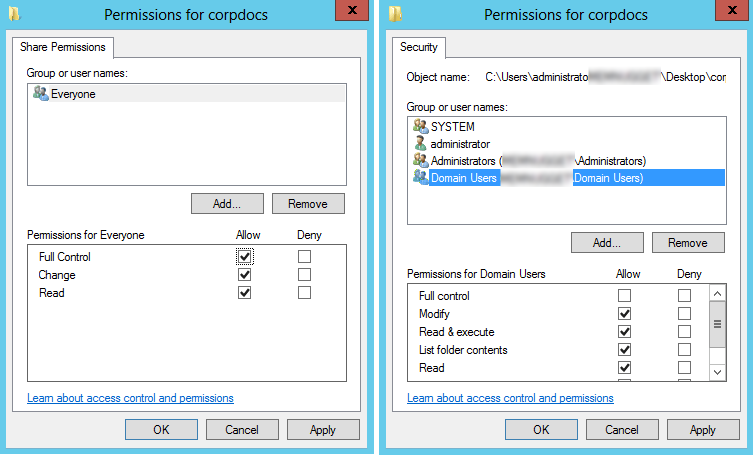 Permissions for corpdocs
Share Permissions
Group or user names:
Everyone
Add...
Remove
Permissions for Everyone
Allow
Deny
Full Control
Change
Read
Learn about access control and permissions
OK
Cancel
Apply
Permissions for corpdocs
Security
Object name:
C:\Users\administrato \Desktop\cor
Group or user names:
SYSTEM
administrator
Administrators ( \Administrators)
Domain Users Domain Users)
Add...
Remove
Permissions for Domain Users
Allow
Deny
Full control
Modify
Read & execute
List folder contents
Read
Learn about access control and permissions
OK
Cancel
Apply